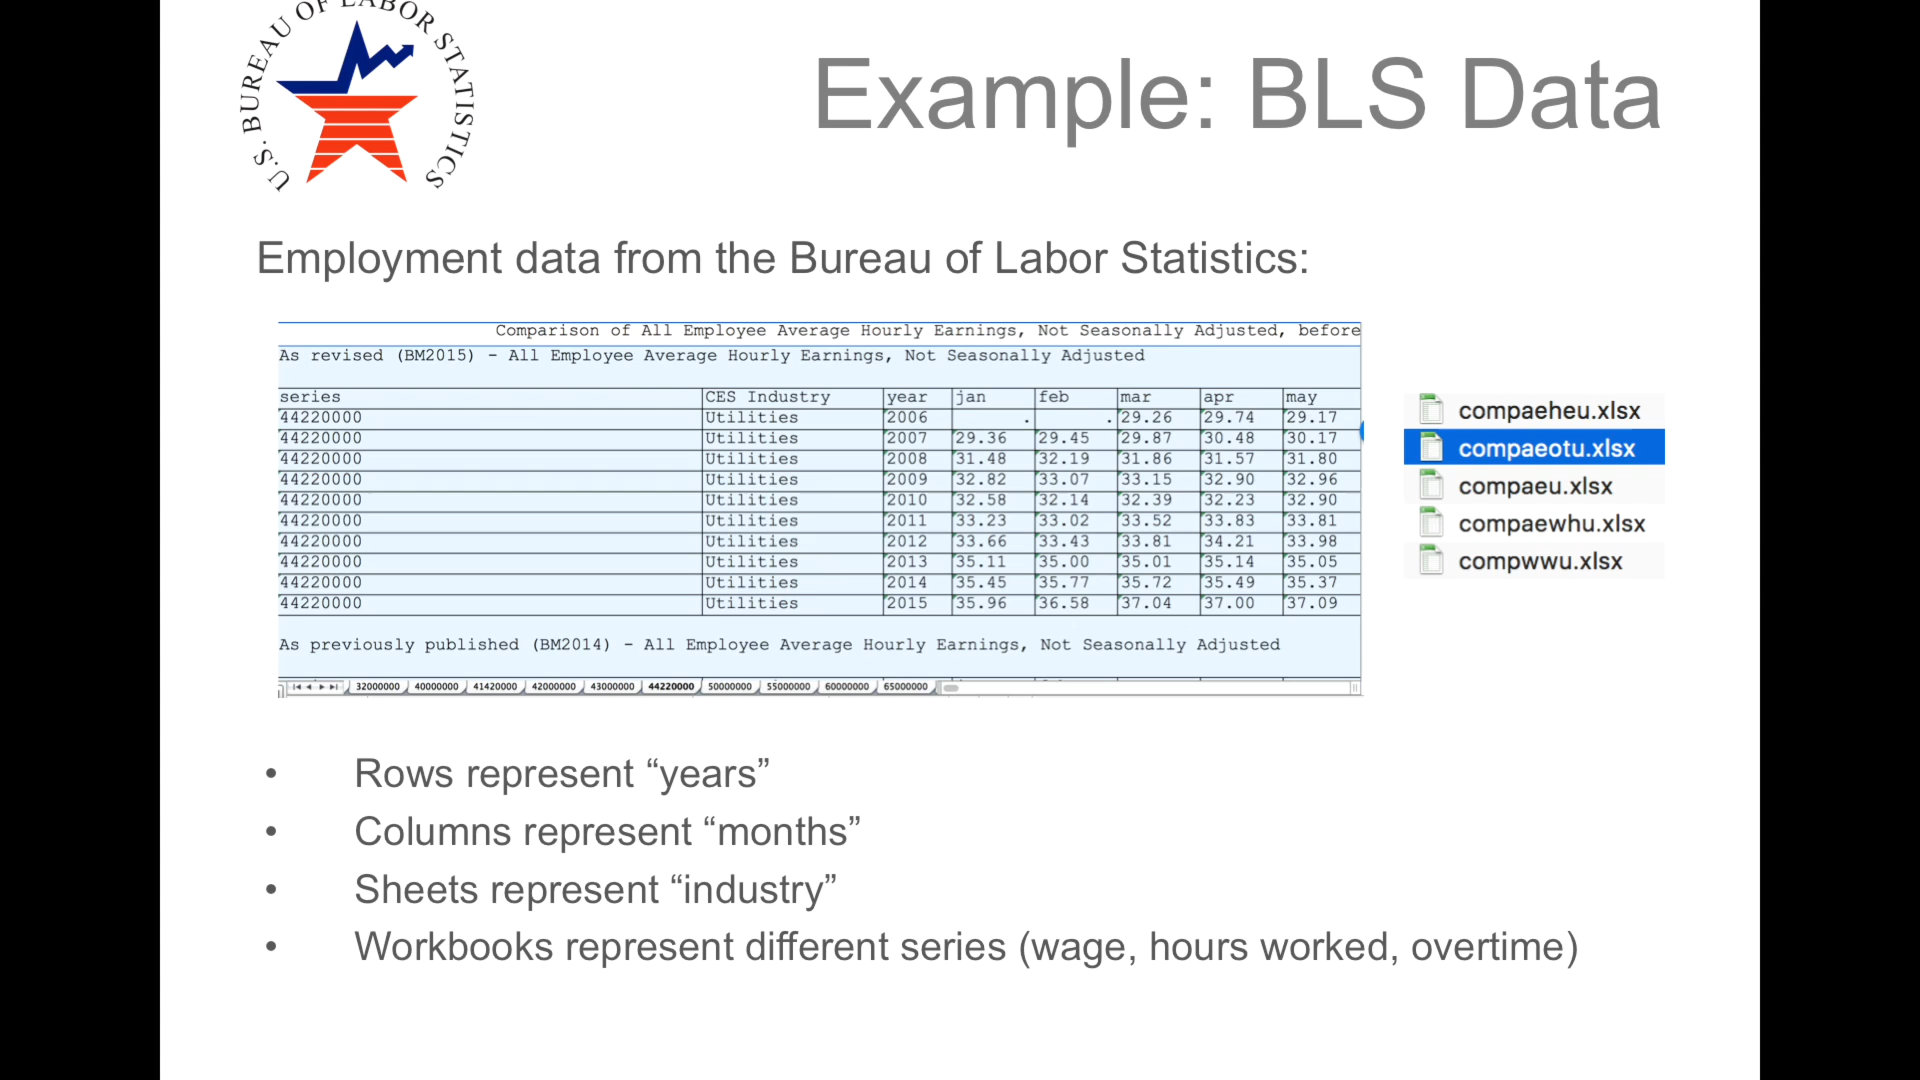 U.S. BUREAU OF LABOR STATISTICS
Example: BLS Data
Employment data from the Bureau of Labor Statistics:
Comparison of All Employee Average Hourly Earnings, Not Seasonally Adjusted, before
As revised (BM2015) - All Employee Average Hourly Earnings, Not Seasonally Adjusted
series CES Industry year jan feb mar apr may
44220000 Utilities 2006 . . 29.26 29.74 29.17
44220000 Utilities 2007 29.36 29.45 29.87 30.48 30.17
44220000 Utilities 2008 31.48 32.19 31.86 31.57 31.80
44220000 Utilities 2009 32.82 33.07 33.15 32.90 32.96
44220000 Utilities 2010 32.58 32.14 32.39 32.23 32.90
44220000 Utilities 2011 33.23 33.02 33.52 33.83 33.81
44220000 Utilities 2012 33.66 33.43 33.81 34.21 33.98
44220000 Utilities 2013 35.11 35.00 35.01 35.14 35.05
44220000 Utilities 2014 35.45 35.77 35.72 35.49 35.37
44220000 Utilities 2015 35.96 36.58 37.04 37.00 37.09
As previously published (BM2014) - All Employee Average Hourly Earnings, Not Seasonally Adjusted
32000000 40000000 41420000 42000000 43000000 44220000 50000000 55000000 60000000 65000000
compaeheu.xlsx
compaeotu.xlsx
compaeu.xlsx
compaewhu.xlsx
compwwu.xlsx
• Rows represent “years”
• Columns represent “months”
• Sheets represent “industry”
• Workbooks represent different series (wage, hours worked, overtime)